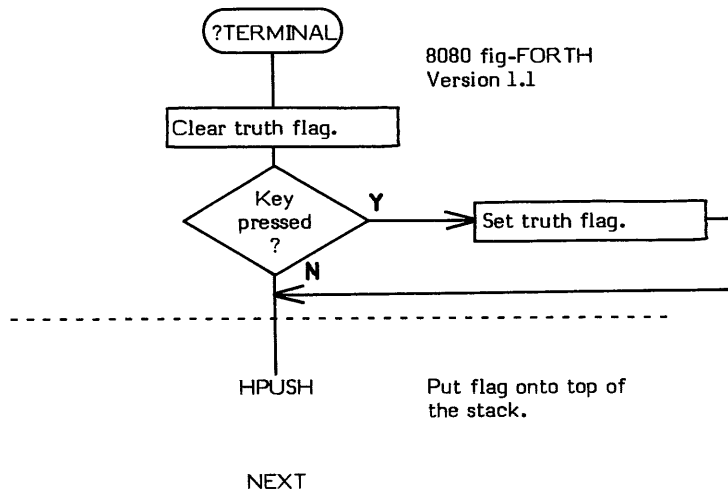 ?TERMINAL
8080 fig-FORTH
Version 1.1
Clear truth flag.
Key
pressed
?
Y
Set truth flag.
N
HPUSH
Put flag onto top of
the stack.
NEXT